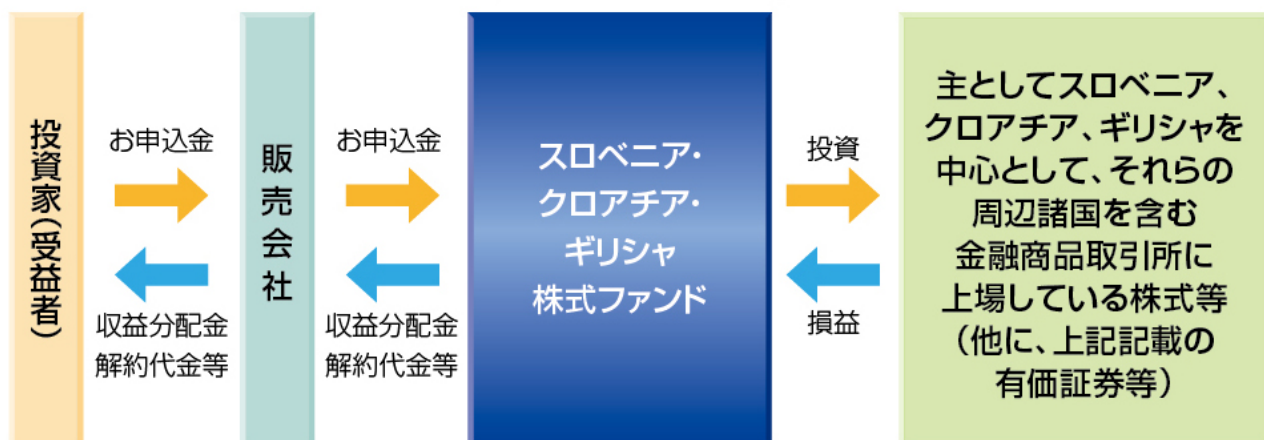 投資家(受益者)
お申込金
収益分配金
解約代金等
販売会社
お申込金
収益分配金
解約代金等
スロベニア・
クロアチア・
ギリシャ
株式ファンド
投資
損益
主としてスロベニア、
クロアチア、ギリシャを
中心として、それらの
周辺諸国を含む
金融商品取引所に
上場している株式等
(他に、上記記載の
有価証券等)